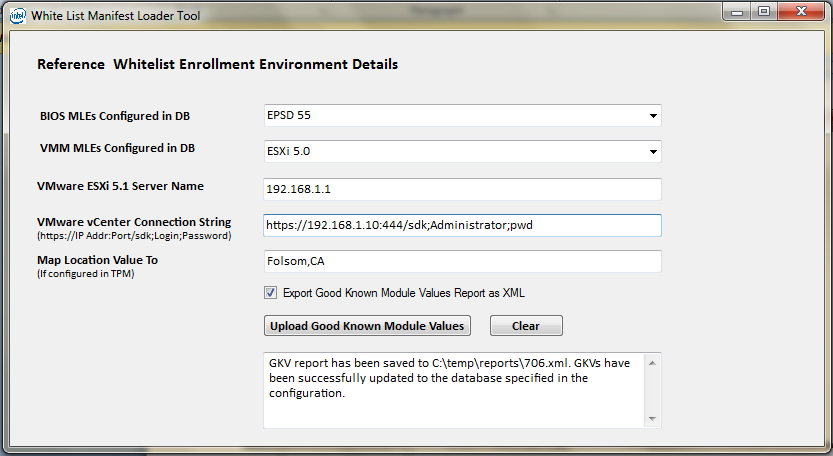 White List Manifest Loader Tool
Reference Whitelist Enrollment Environment Details
BIOS MLEs Configured in DB
EPSD 55
VMM MLEs Configured in DB
ESXi 5.0
VMware ESXi 5.1 Server Name
192.168.1.1
VMware vCenter Connection String
(https://IP Addr:Port/sdk;Login;Password)
https://192.168.1.10:444/sdk;Administrator;pwd
Map Location Value To
(If configured in TPM)
Folsom,CA
Export Good Known Module Values Report as XML
Upload Good Known Module Values
Clear
GKV report has been saved to C:\temp\reports\706.xml. GKVs have
been successfully updated to the database specified in the
configuration.